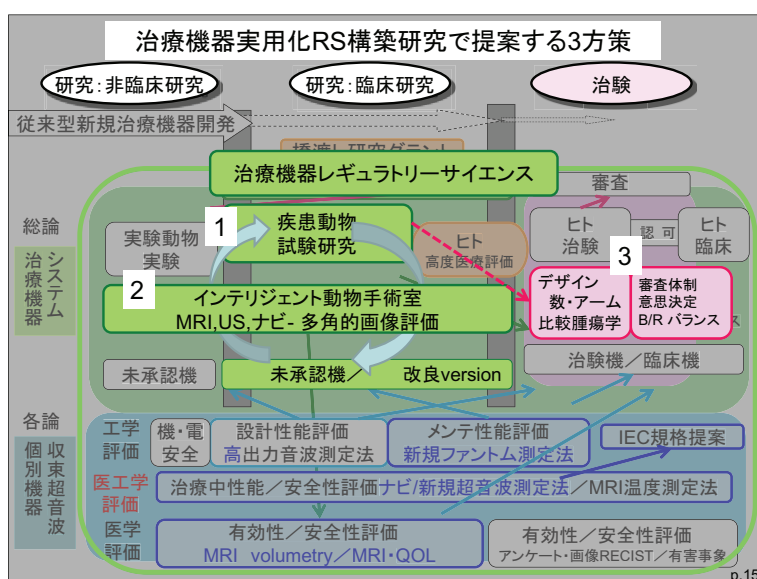 治療機器実用化RS構築研究で提案する3方策
研究：非臨床研究
研究：臨床研究
治験
従来型新規治療機器開発
橋渡し研究グラント
治療機器レギュラトリーサイエンス
審査
総論
治療機器
システム
実験動物
実験
1
疾患動物
試験研究
ヒト
高度医療評価
ヒト
治験
認可
ヒト
臨床
2
インテリジェント動物手術室
MRI,US,ナビ- 多角的画像評価
3
デザイン
数・アーム
比較腫瘍学
審査体制
意思決定
B/R バランス
ス
未承認機
未承認機／ 改良version
治験機／臨床機
各論
個別機器
収束超音波
工学
評価
機・電
安全
設計性能評価
高出力音波測定法
メンテ性能評価
新規ファントム測定法
IEC規格提案
医工学
評価
治療中性能／安全性評価ナビ/新規超音波測定法／MRI温度測定法
医学
評価
有効性／安全性評価
MRI volumetry／MRI・QOL
有効性／安全性評価
アンケート・画像RECIST／有害事象
p.15